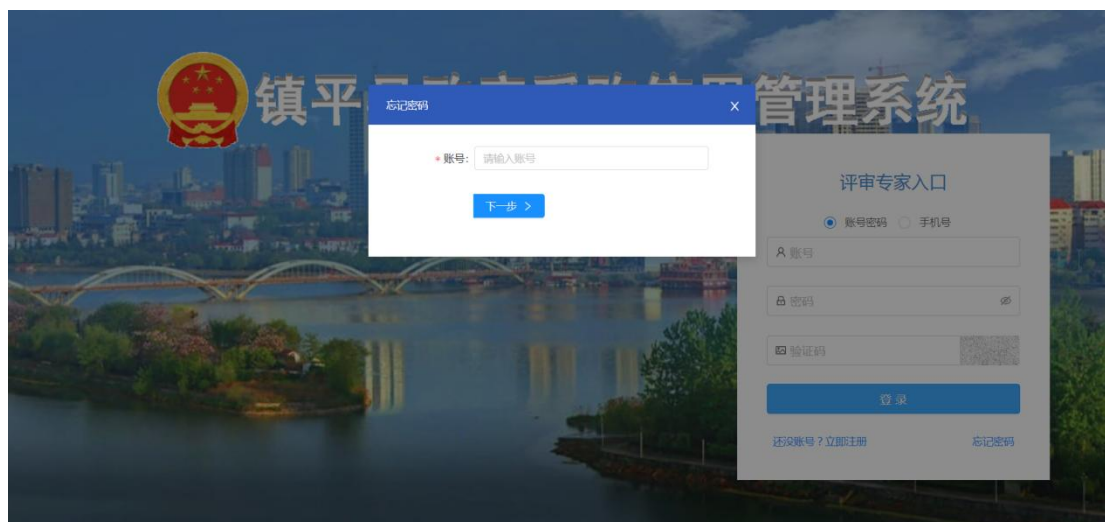 镇平
管理系统
忘记密码 X
* 账号: 请输入账号
下一步 >
评审专家入口
账号密码 手机号
账号
密码
验证码
登录
还没账号？立即注册 忘记密码